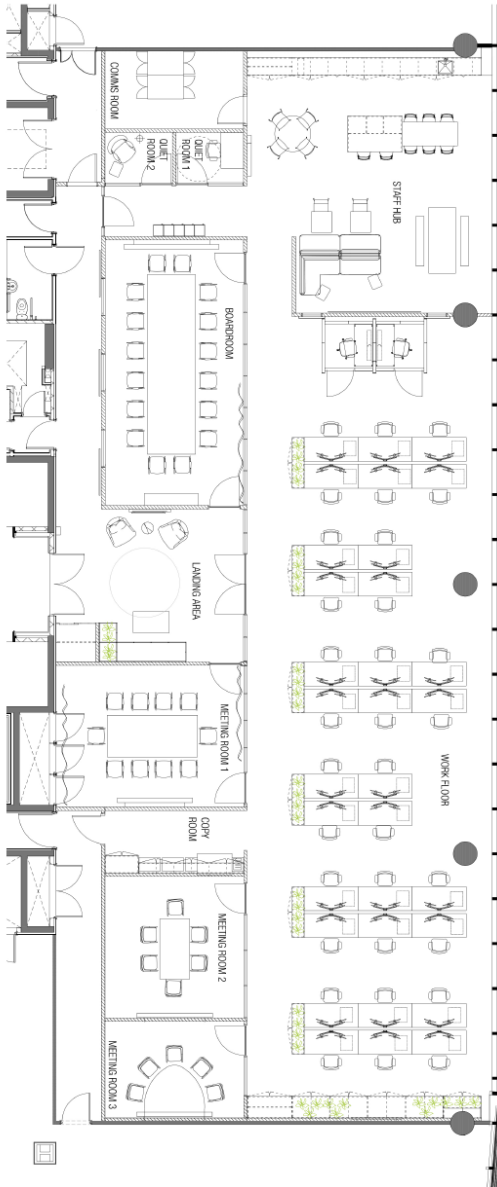 COMMS ROOM
QUIET
ROOM 2
QUIET
ROOM 1
STAFF HUB
BOARDROOM
LANDING AREA
MEETING ROOM 1
WORK FLOOR
COPY
ROOM
MEETING ROOM 2
MEETING ROOM 3